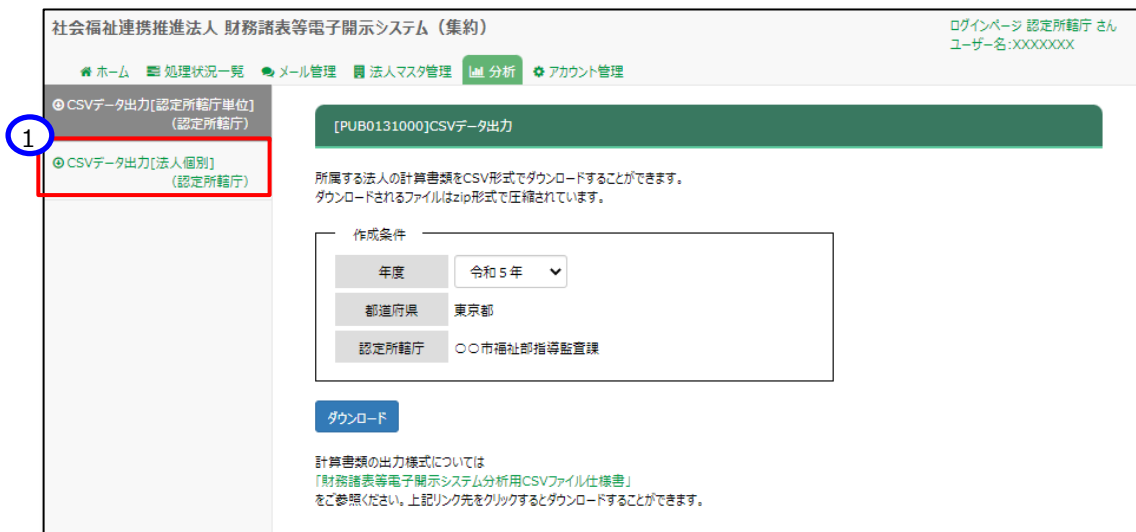 社会福祉連携推進法人 財務諸表等電子開示システム（集約）
ログインページ 認定所轄庁 さん
ユーザー名:XXXXXXX
ホーム 処理状況一覧 メール管理 法人マスタ管理 分析 アカウント管理
CSVデータ出力[認定所轄庁単位]
（認定所轄庁）
1
CSVデータ出力[法人個別]
（認定所轄庁）
[PUB0131000]CSVデータ出力
所属する法人の計算書類をCSV形式でダウンロードすることができます。
ダウンロードされるファイルはzip形式で圧縮されています。
作成条件
年度 令和５年
都道府県 東京都
認定所轄庁 〇〇市福祉部指導監査課
ダウンロード
計算書類の出力様式については
「財務諸表等電子開示システム分析用CSVファイル仕様書」
をご参照ください。上記リンク先をクリックするとダウンロードすることができます。